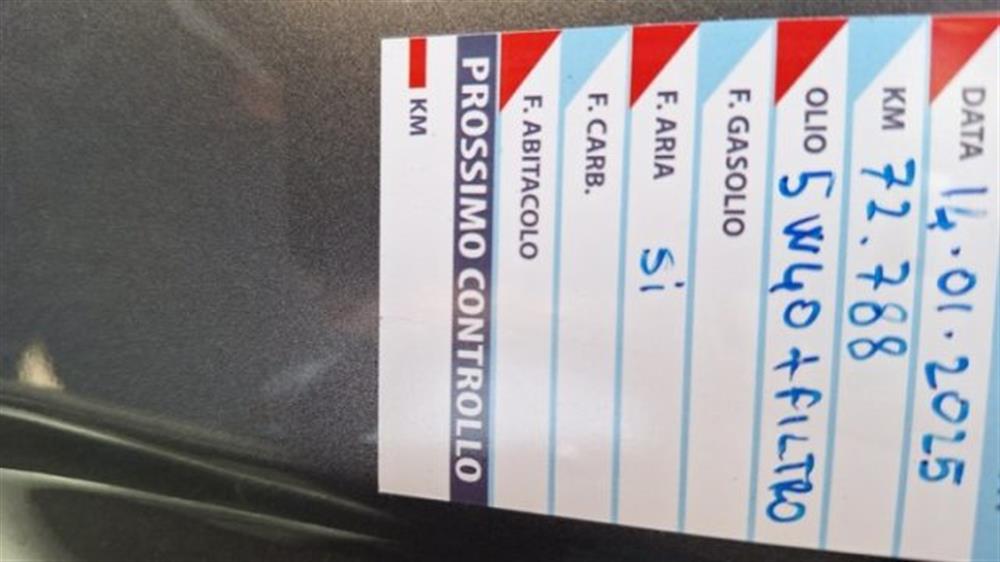 DATA 14.01.2025
KM 72.788
OLIO 5W40 + FILTRO
F. GASOLIO
F. ARIA si
F. CARB.
F. ABITACOLO
PROSSIMO CONTROLLO
KM